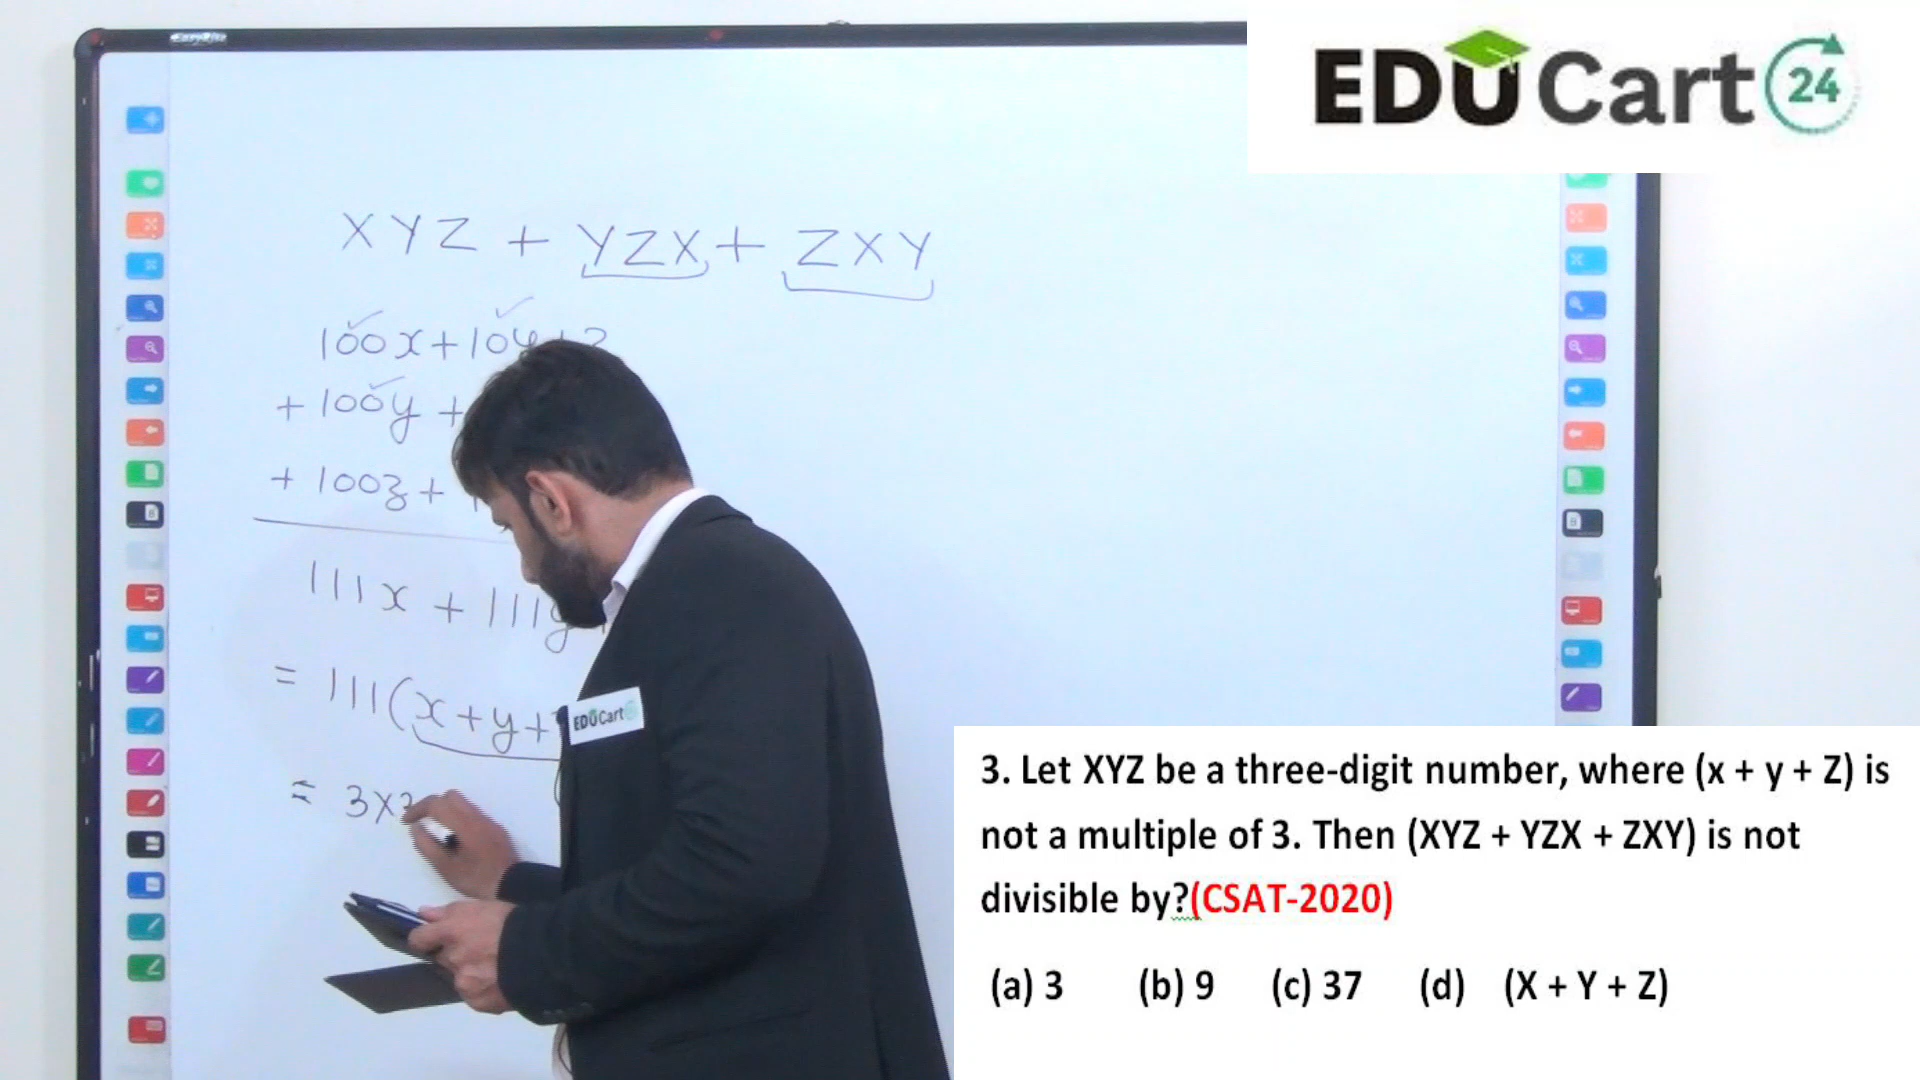 EasyRite
EDUCart 24
XYZ + YZX + ZXY
100x+10y+z
+ 100y +
+ 100z +
111x + 111y
= 111(x+y+
= 3x3
EDUCart
3. Let XYZ be a three-digit number, where (x + y + Z) is
not a multiple of 3. Then (XYZ + YZX + ZXY) is not
divisible by?(CSAT-2020)
(a) 3 (b) 9 (c) 37 (d) (X + Y + Z)